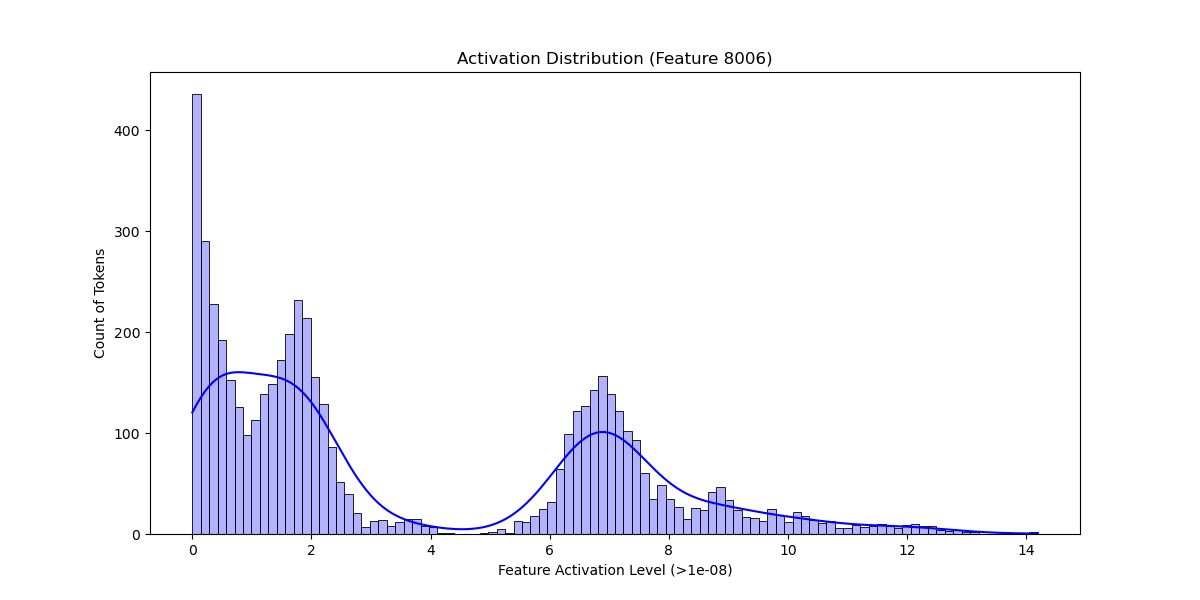 Activation Distribution (Feature 8006)
Count of Tokens
400
300
200
100
0
0 2 4 6 8 10 12 14
Feature Activation Level (>1e-08)